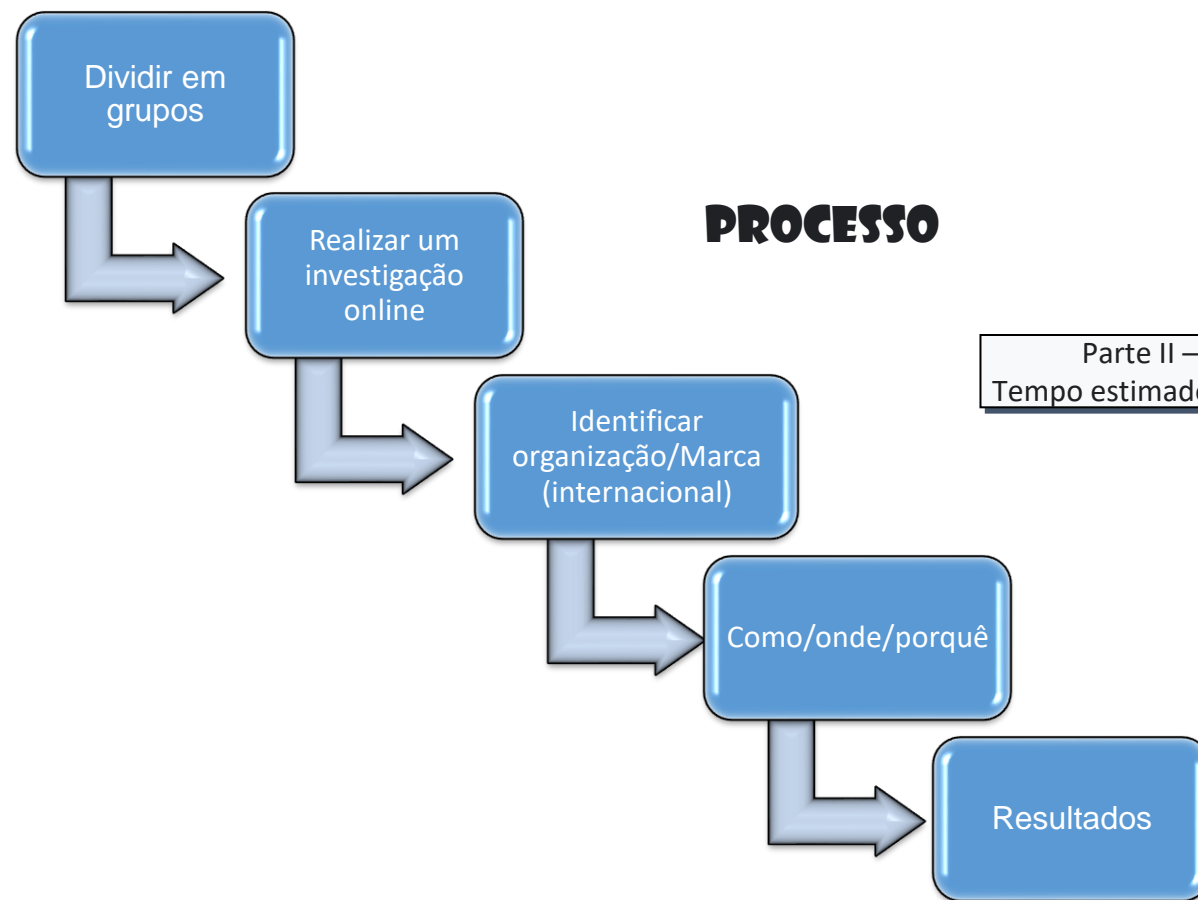 Dividir em
grupos
PROCESSO
Realizar um
investigação
online
Parte II –
Tempo estimado
Identificar
organização/Marca
(internacional)
Como/onde/porquê
Resultados